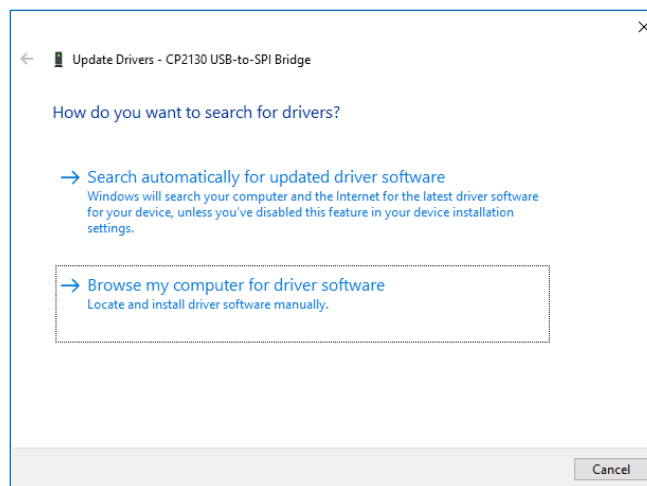 Update Drivers - CP2130 USB-to-SPI Bridge
How do you want to search for drivers?
Search automatically for updated driver software
Windows will search your computer and the Internet for the latest driver software
for your device, unless you've disabled this feature in your device installation
settings.
Browse my computer for driver software
Locate and install driver software manually.
Cancel